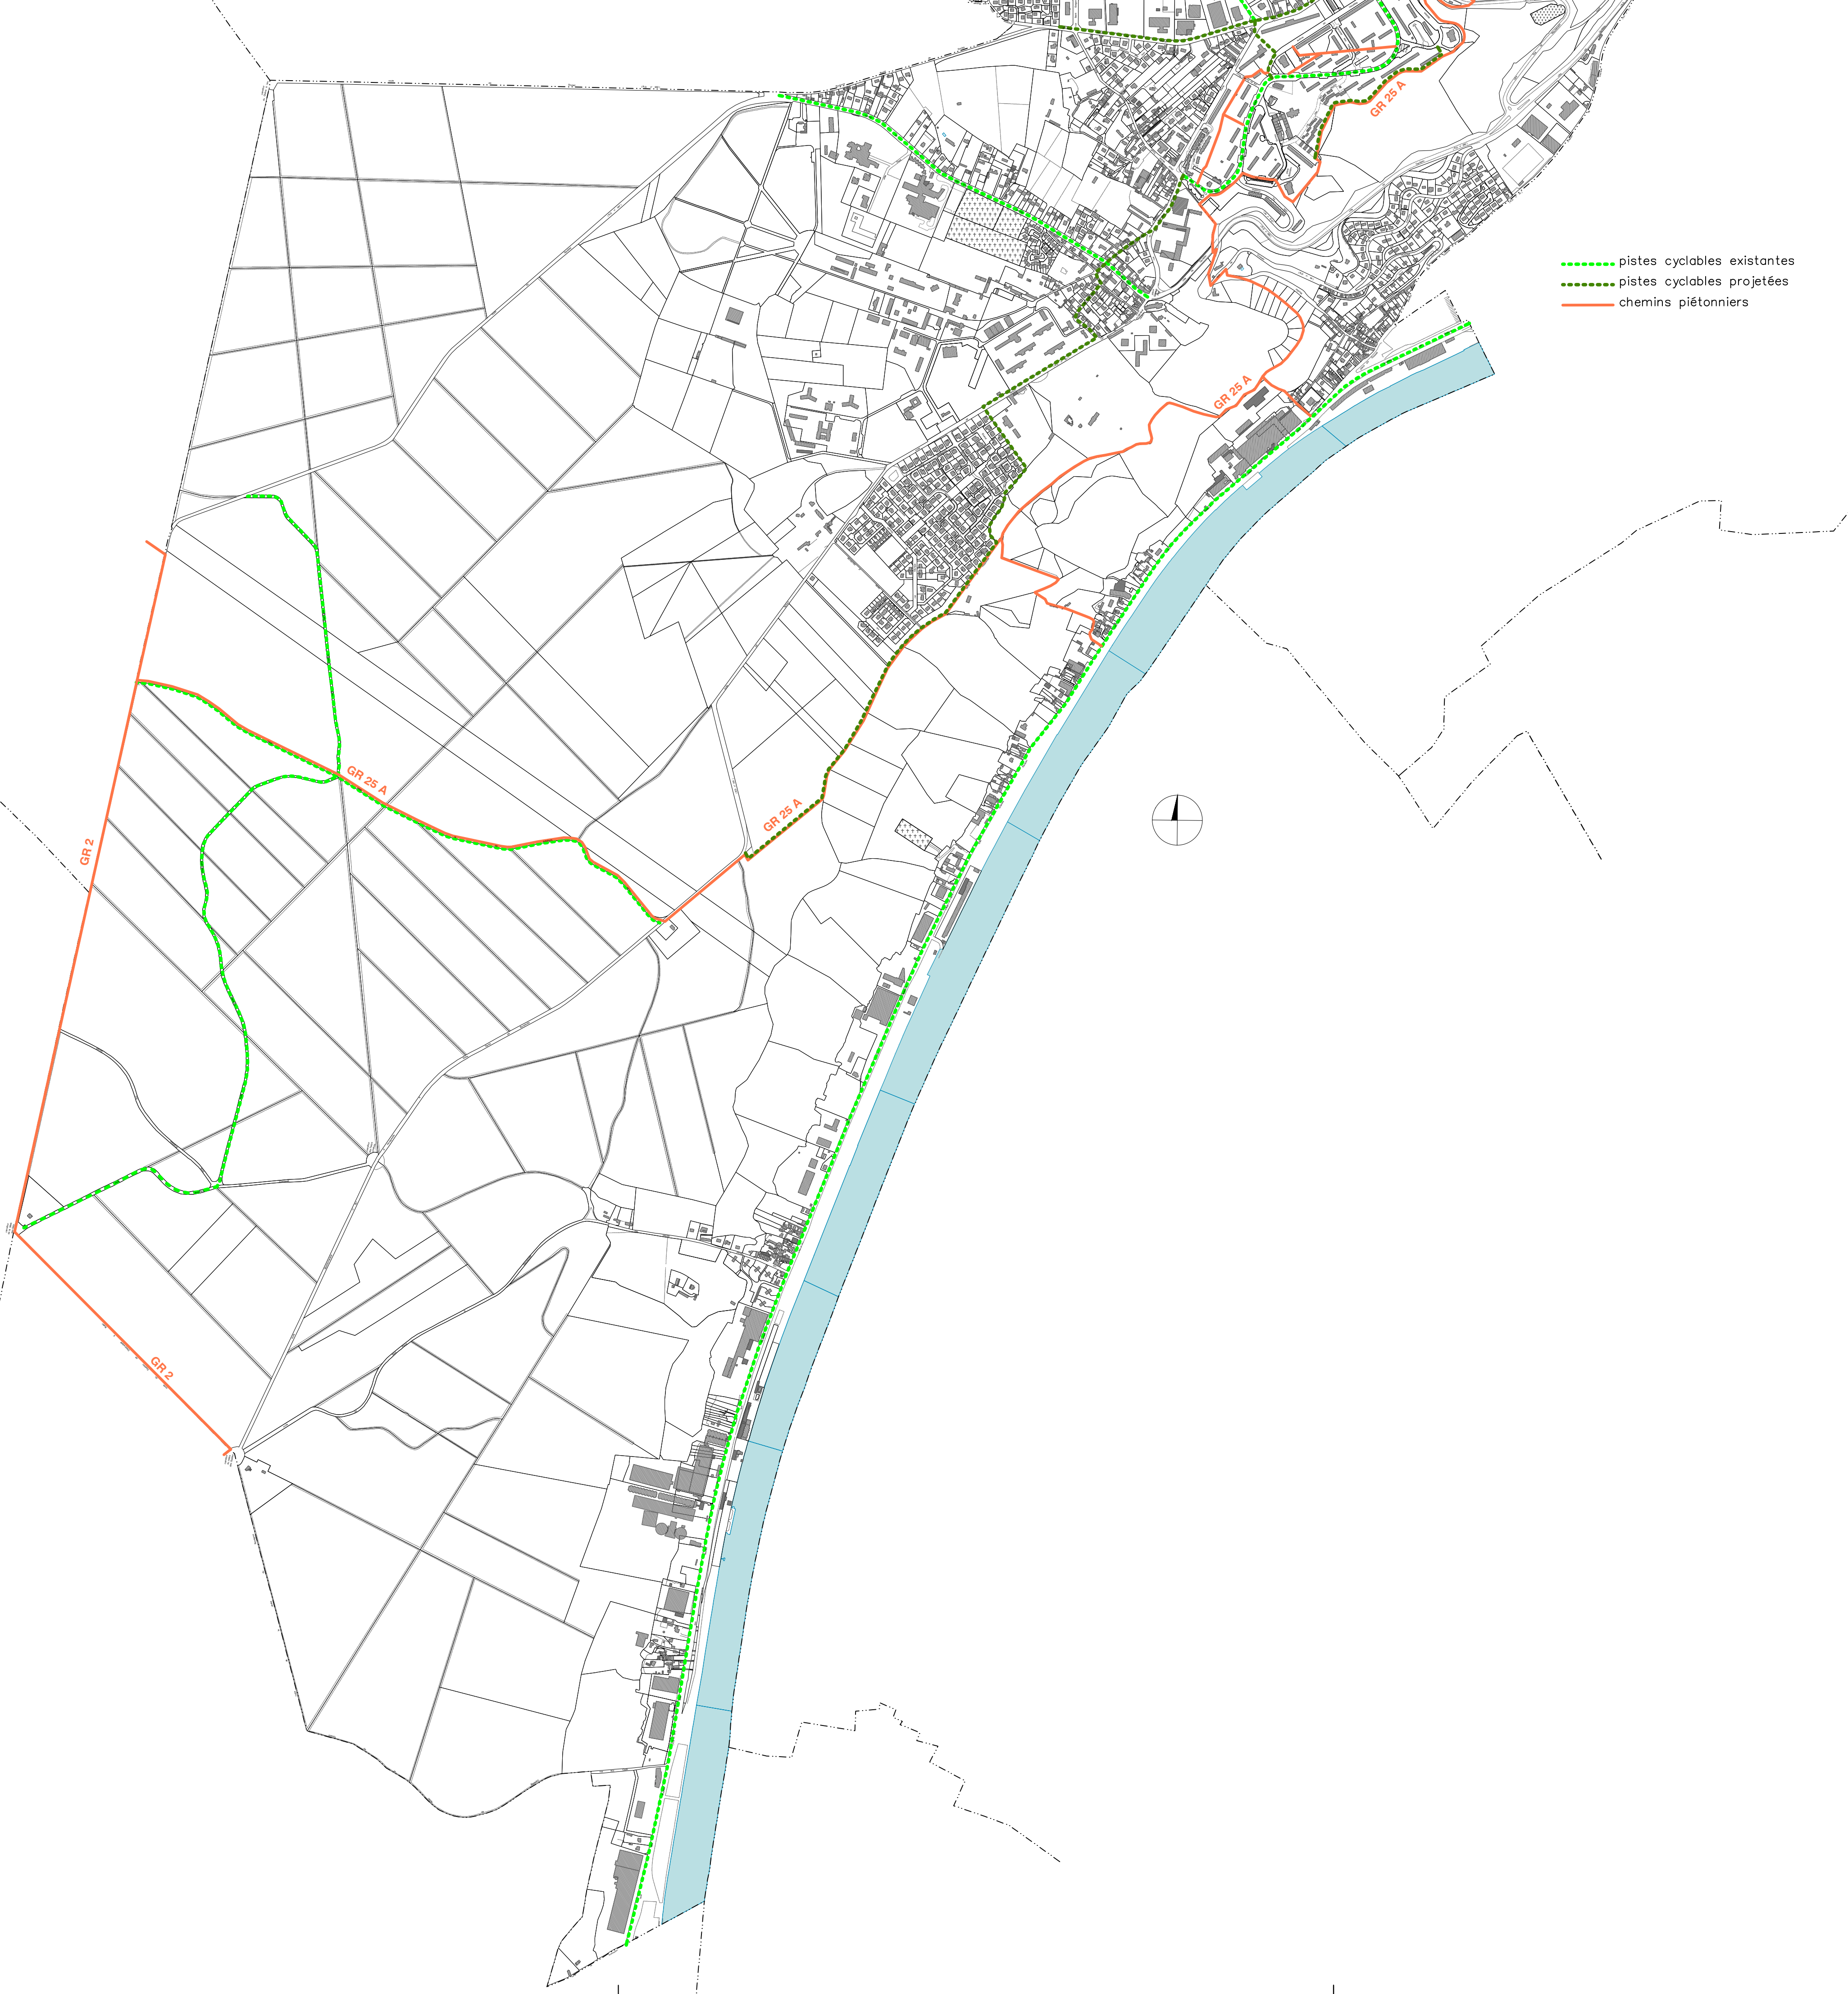 GR 25 A
pistes cyclables existantes
pistes cyclables projetées
chemins piétonniers
GR 25 A
GR 25 A
GR 25 A
GR 2
GR 2